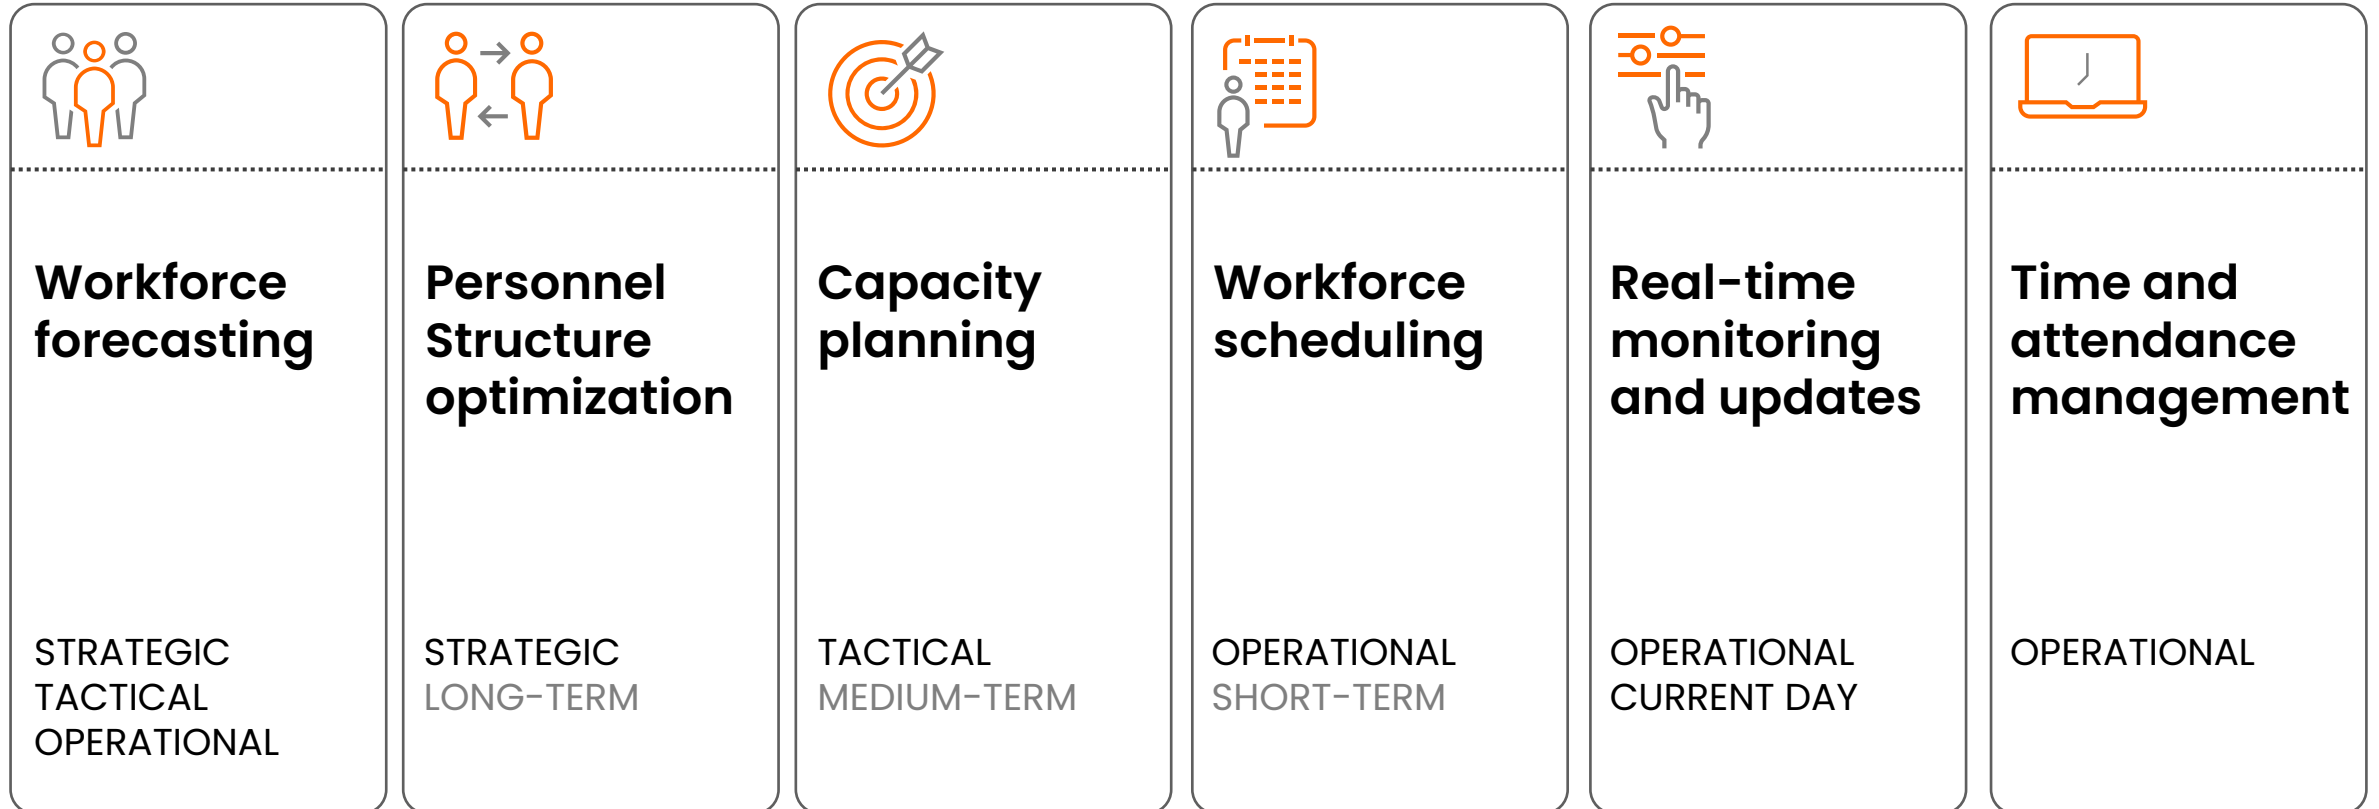 Workforce
forecasting
STRATEGIC
TACTICAL
OPERATIONAL
Personnel
Structure
optimization
STRATEGIC
LONG-TERM
Capacity
planning
TACTICAL
MEDIUM-TERM
Workforce
scheduling
OPERATIONAL
SHORT-TERM
Real-time
monitoring
and updates
OPERATIONAL
CURRENT DAY
Time and
attendance
management
OPERATIONAL